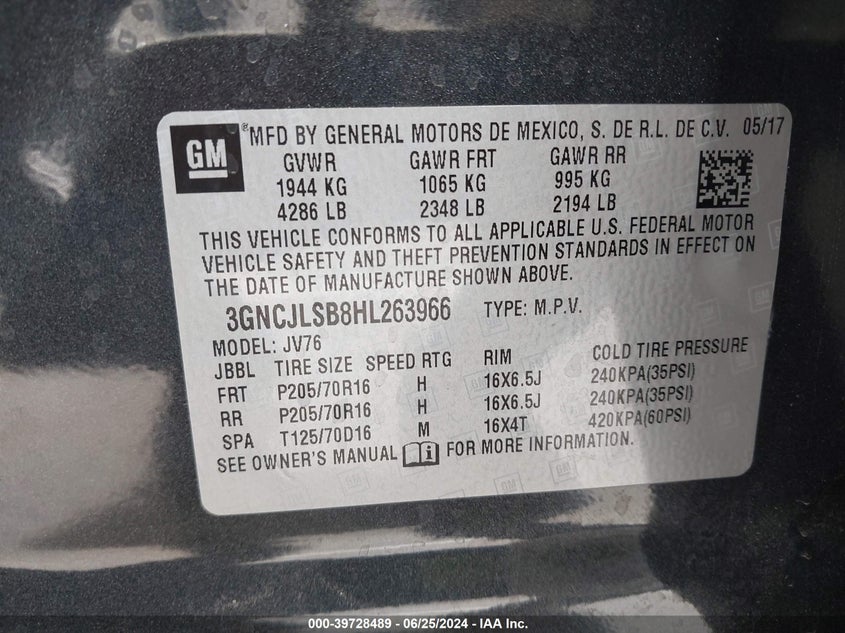 GM
® MFD BY GENERAL MOTORS DE MEXICO, S. DE R.L. DE C.V. 05/17
GVWR GAWR FRT GAWR RR
1944 KG 1065 KG 995 KG
4286 LB 2348 LB 2194 LB
THIS VEHICLE CONFORMS TO ALL APPLICABLE U.S. FEDERAL MOTOR
VEHICLE SAFETY AND THEFT PREVENTION STANDARDS IN EFFECT ON
THE DATE OF MANUFACTURE SHOWN ABOVE.
3GNCJLSB8HL263966 TYPE: M.P.V.
MODEL: JV76
JBBL TIRE SIZE SPEED RTG RIM COLD TIRE PRESSURE
FRT P205/70R16 H 16X6.5J 240KPA(35PSI)
RR P205/70R16 H 16X6.5J 240KPA(35PSI)
SPA T125/70D16 M 16X4T 420KPA(60PSI)
SEE OWNER'S MANUAL FOR MORE INFORMATION.
000-39728489 - 06/25/2024 - IAA Inc.